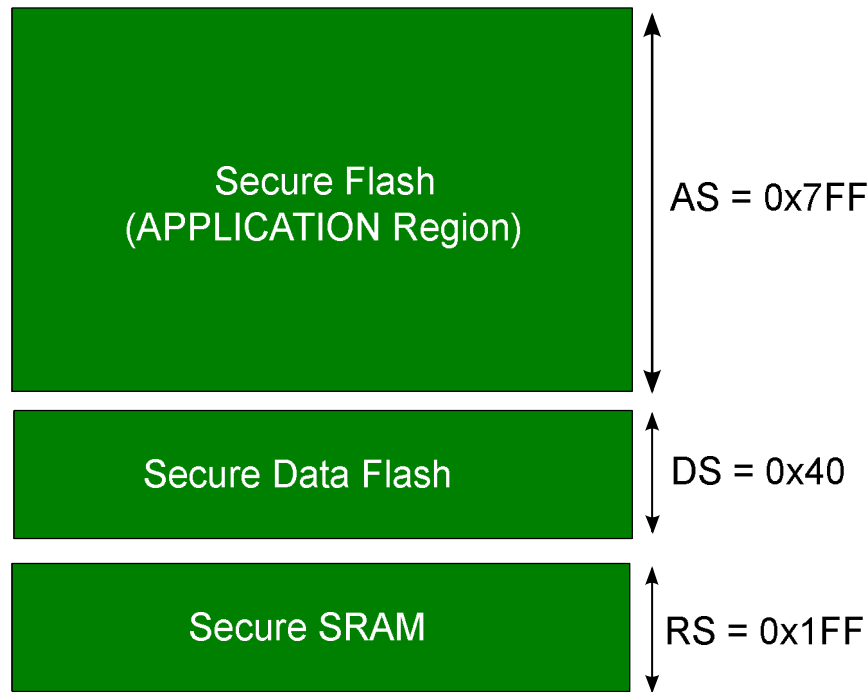 Secure Flash
(APPLICATION Region)
AS = 0x7FF
Secure Data Flash
DS = 0x40
Secure SRAM
RS = 0x1FF